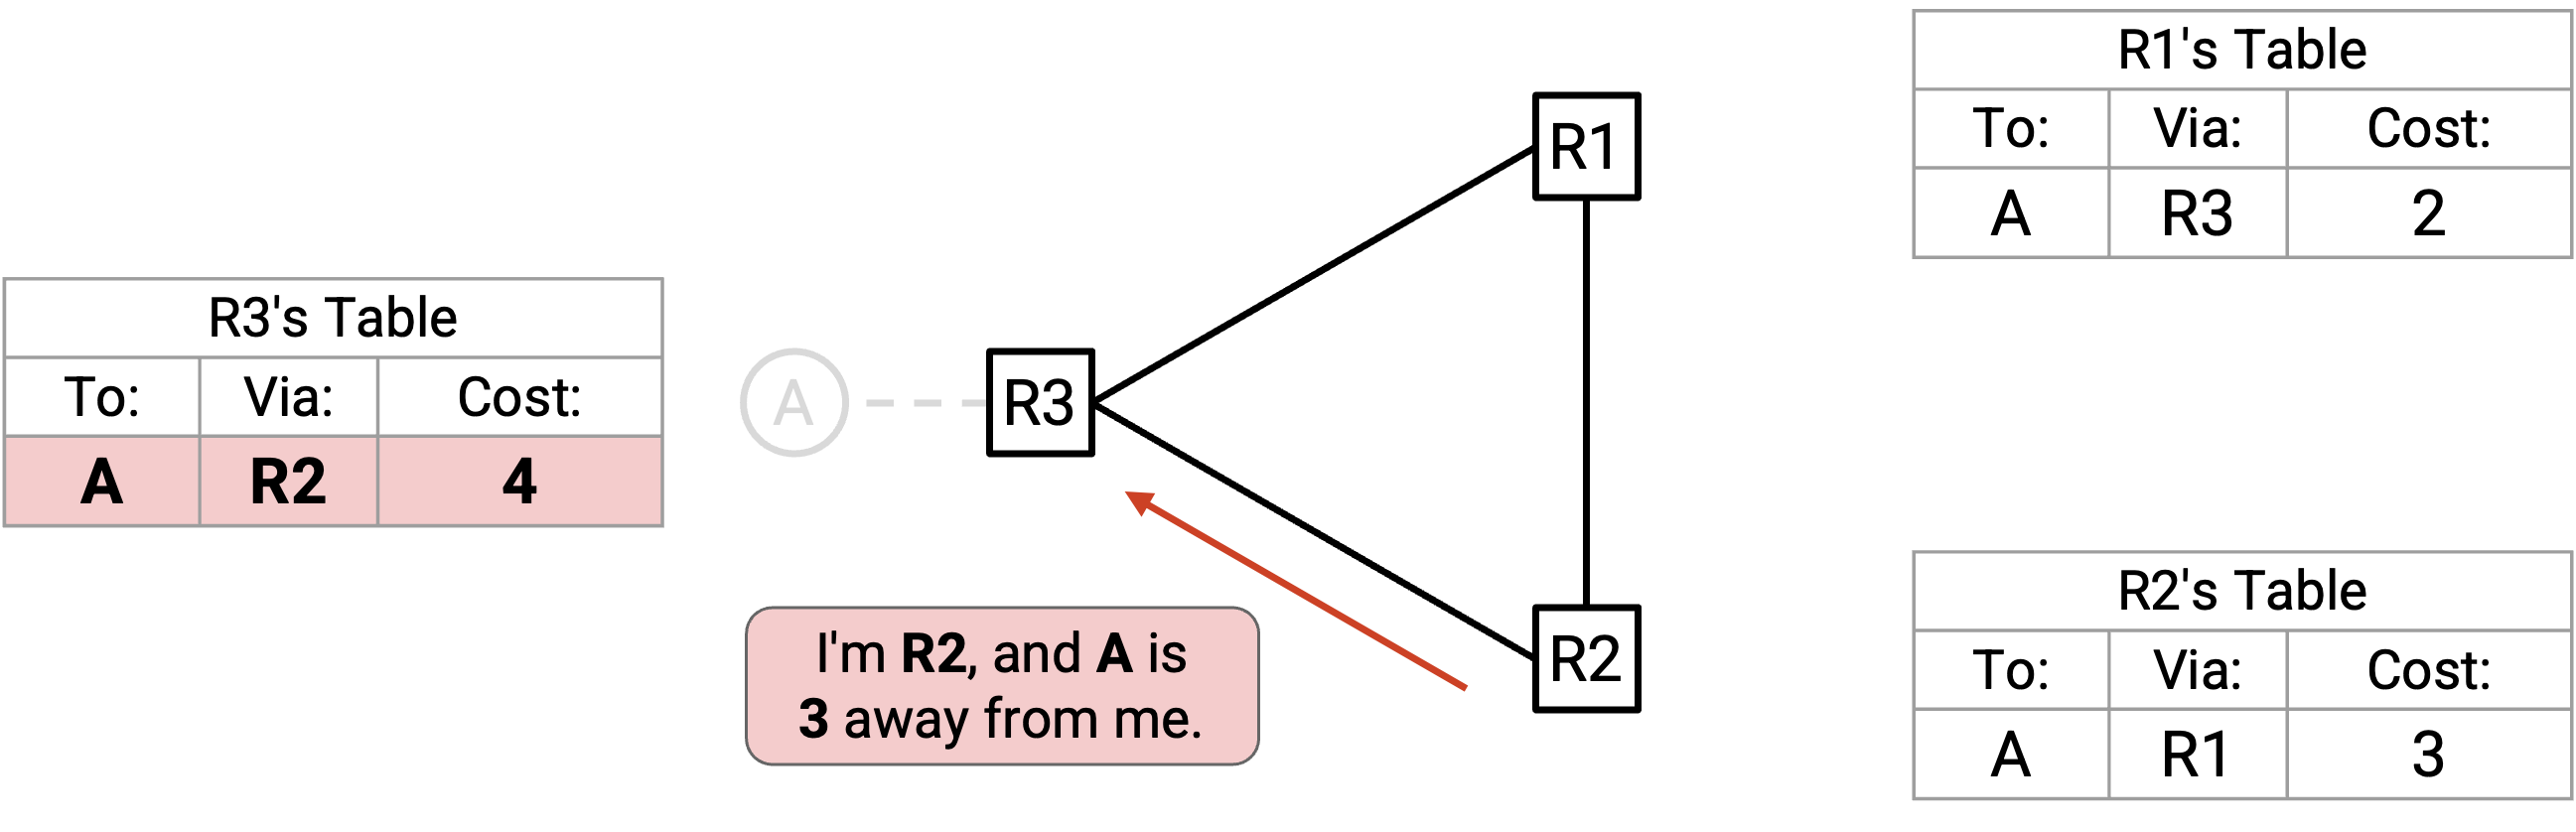 R1's Table
To: Via: Cost:
A R3 2
R1
R3's Table
To: Via: Cost:
A R2 4
A
R3
I'm R2, and A is
3 away from me.
R2
R2's Table
To: Via: Cost:
A R1 3